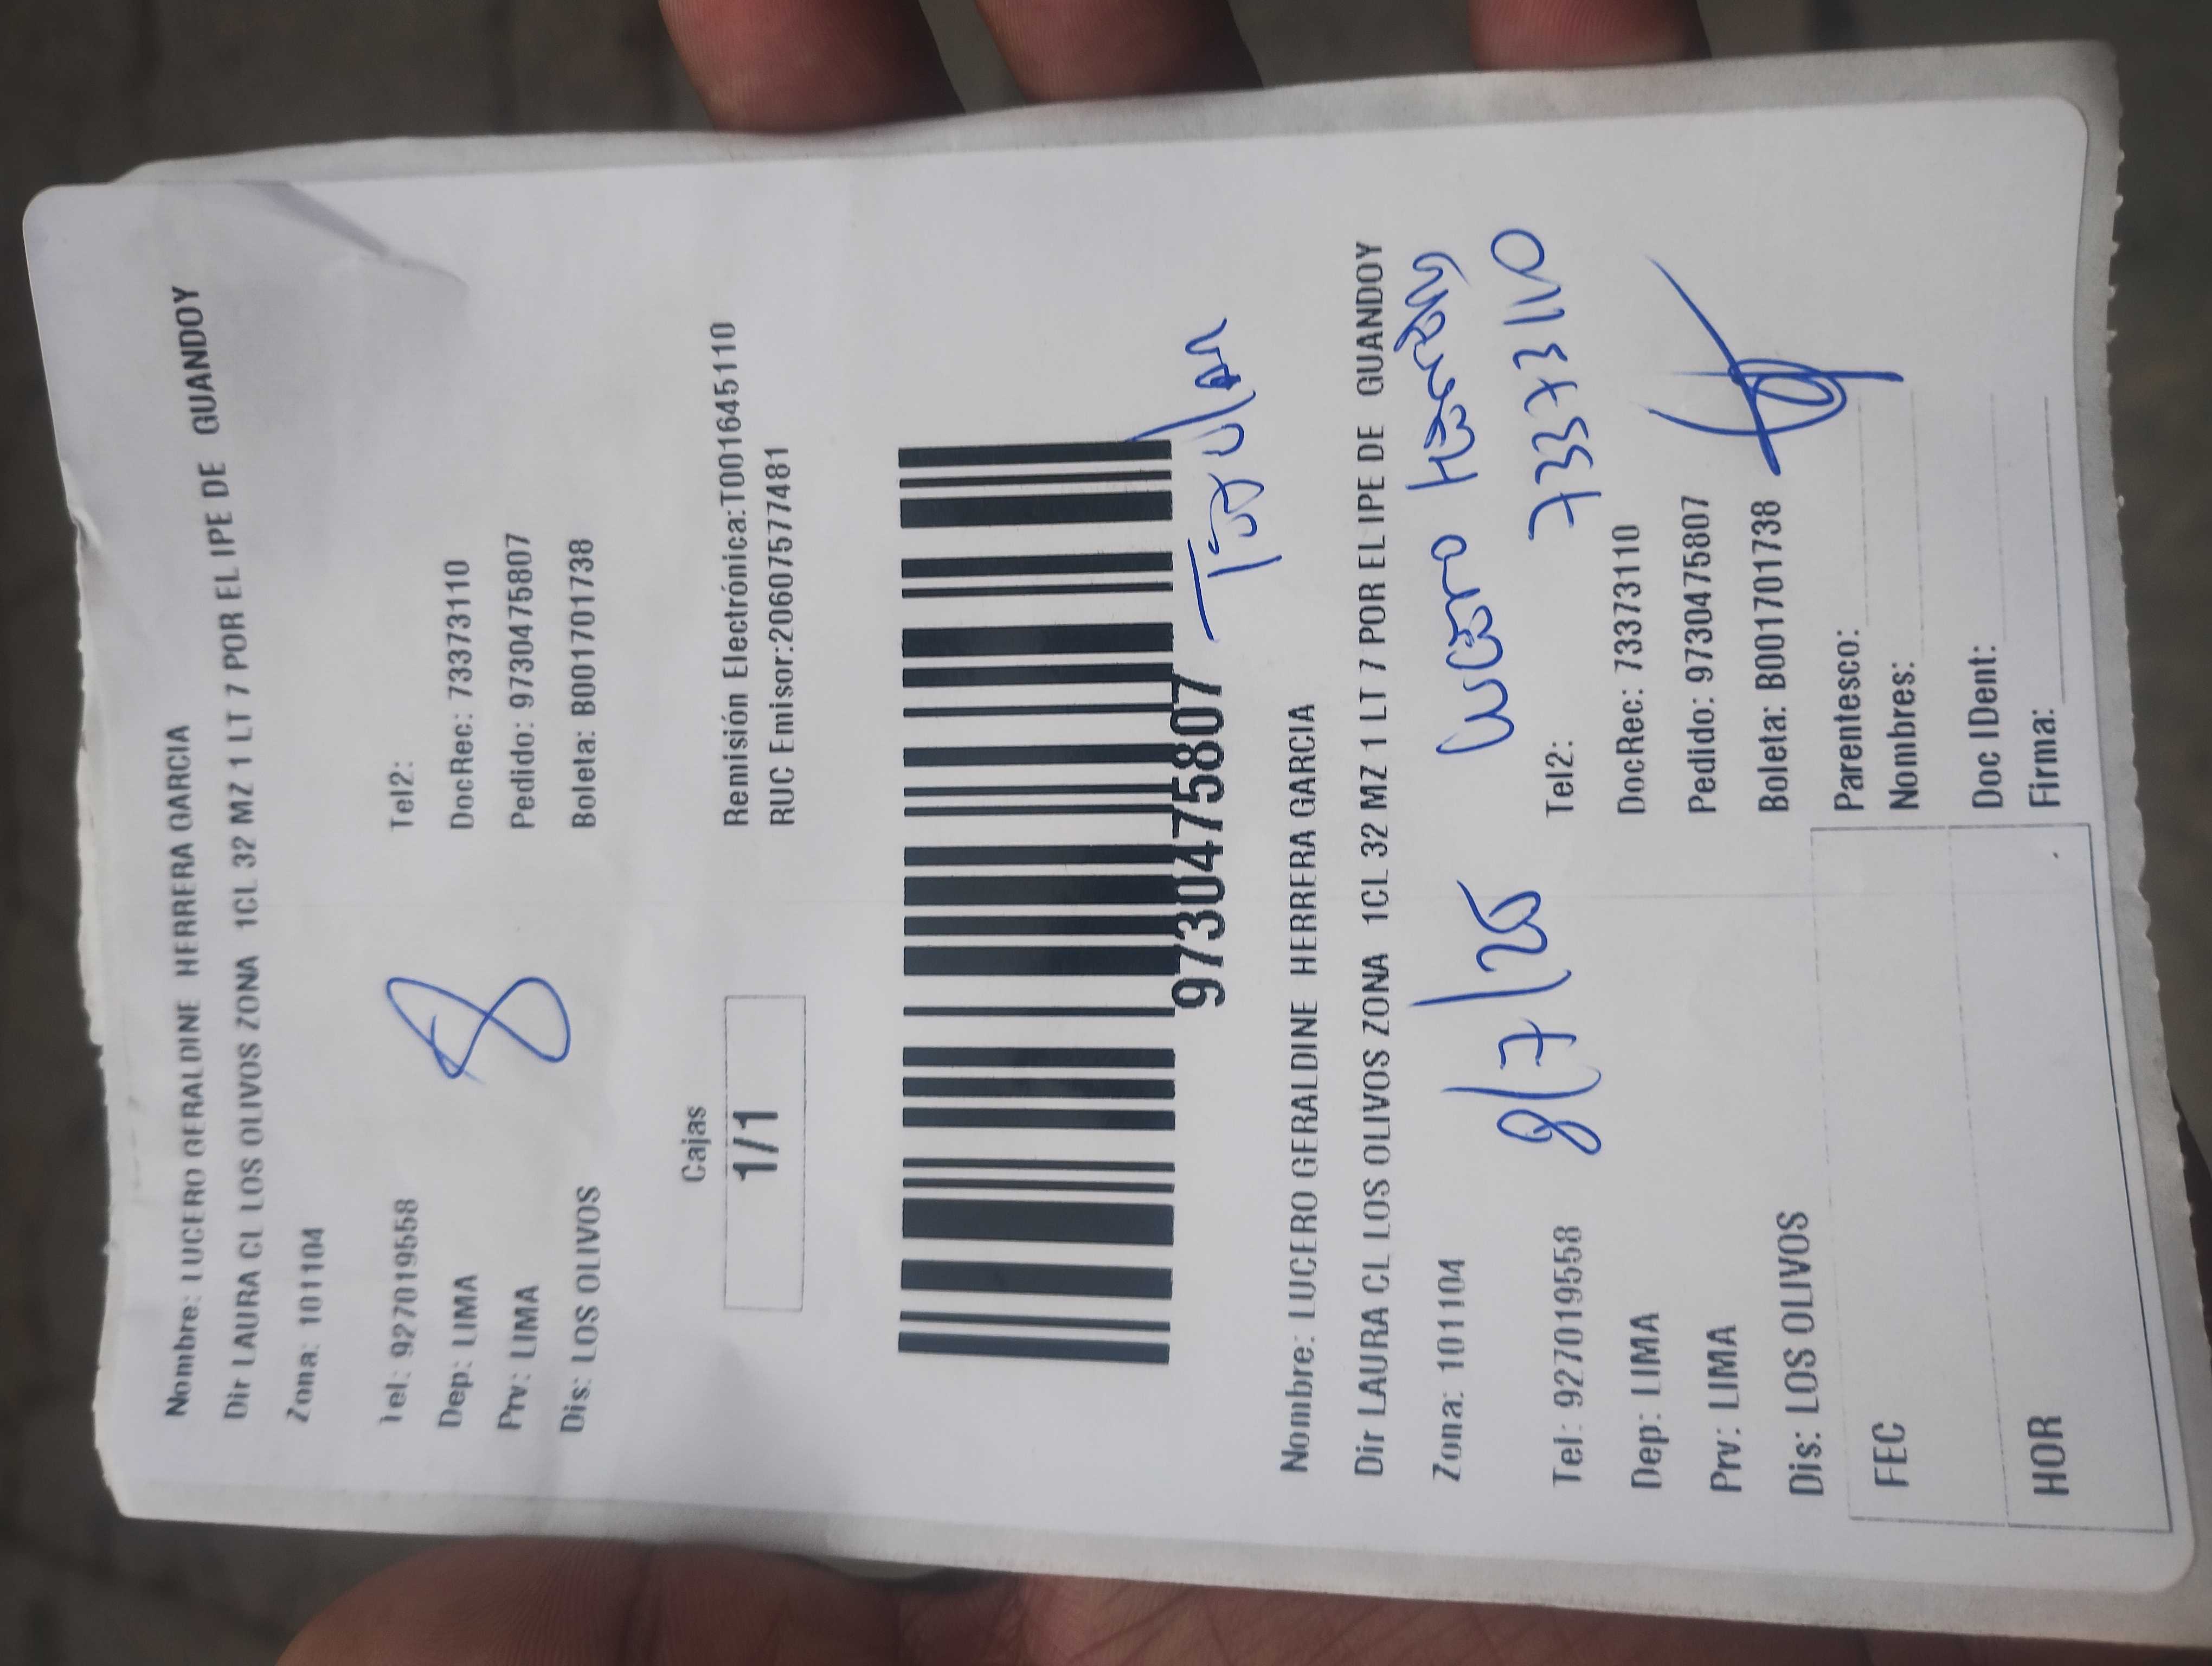 Nombre: LUCERO GERALDINE HERRERA GARCIA
Dir LAURA CL LOS OLIVOS ZONA 1CL 32 MZ 1 LT 7 POR EL IPE DE GUANDOY
Zona: 101104
Tel: 927019558
Tel2:
Dep: LIMA
DocRec: 73373110
Prv: LIMA
Pedido: 9730475807
Dis: LOS OLIVOS
Boleta: B001701738
8
Cajas
1/1
Remisión Electrónica:T001645110
RUC Emisor:20607577481
9730475807
Titular
Nombre: LUCERO GERALDINE HERRERA GARCIA
Dir LAURA CL LOS OLIVOS ZONA 1CL 32 MZ 1 LT 7 POR EL IPE DE GUANDOY
Zona: 101104
8/7/25
Lucero Herrera
73373110
Tel: 927019558
Tel2:
Dep: LIMA
DocRec: 73373110
Prv: LIMA
Pedido: 9730475807
Dis: LOS OLIVOS
Boleta: B001701738
FEC
Parentesco:
Nombres:
HOR
Doc IDent:
Firma: